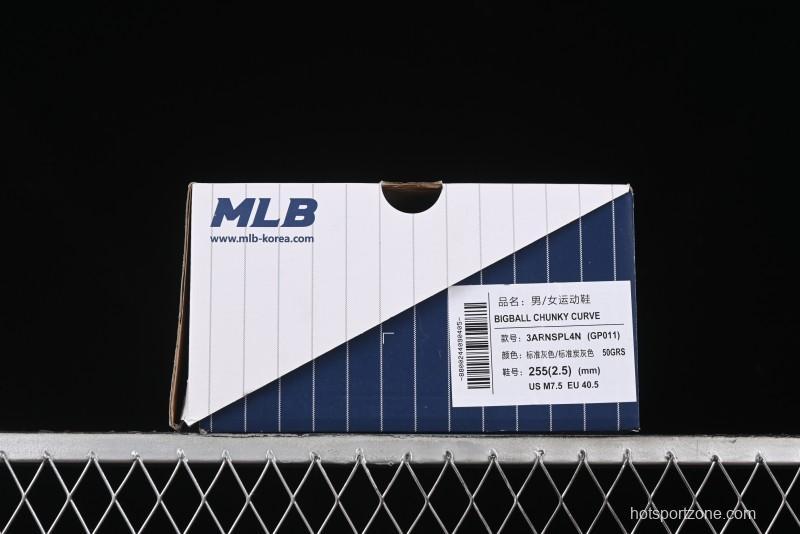 MLB
www.mlb-korea.com
品名：男/女运动鞋
BIGBALL CHUNKY CURVE
款号：3ARNSPL4N (GP011)
颜色：标准灰色/标准炭灰色 50GRS
鞋号：255(2.5) (mm)
US M7.5 EU 40.5
hotsportzone.com